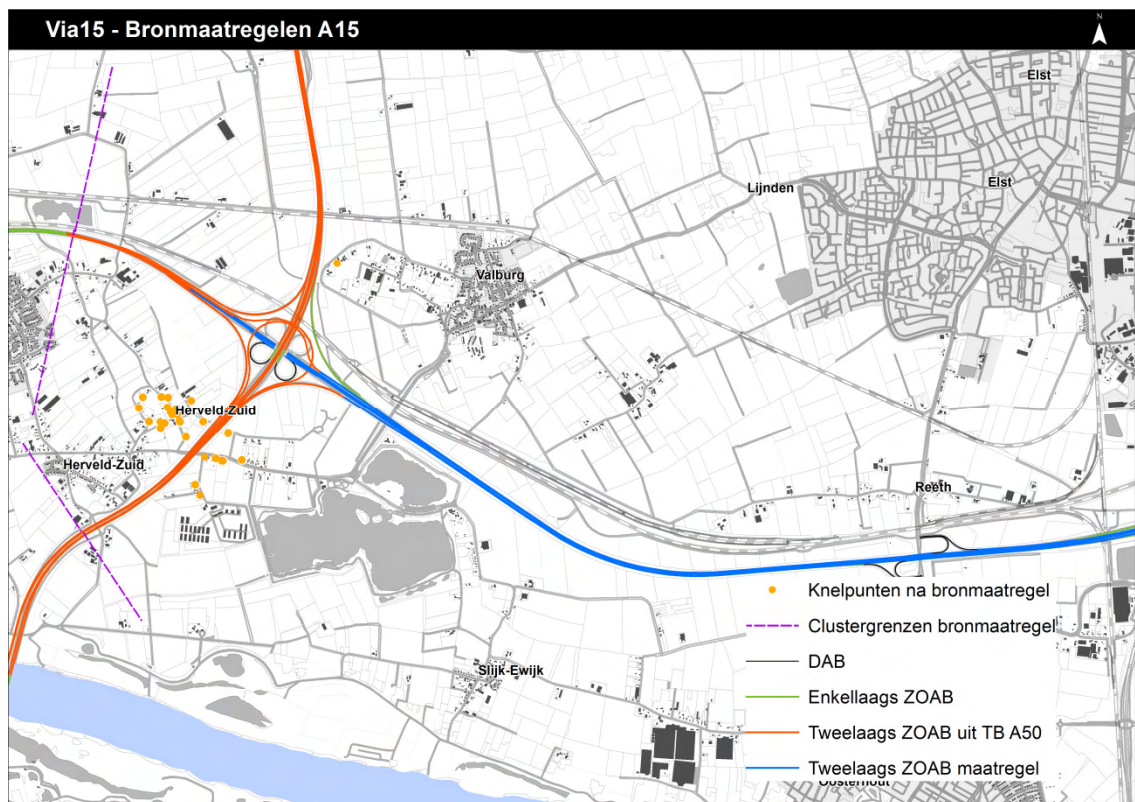 Via15 - Bronmaatregelen A15
N
Elst
Lijnden
Elst
Valburg
Herveld-Zuid
Herveld-Zuid
Reeth
Slijk-Ewijk
Knelpunten na bronmaatregel
Clustergrenzen bronmaatregel
DAB
Enkellaags ZOAB
Tweelaags ZOAB uit TB A50
Tweelaags ZOAB maatregel
Oosterhout